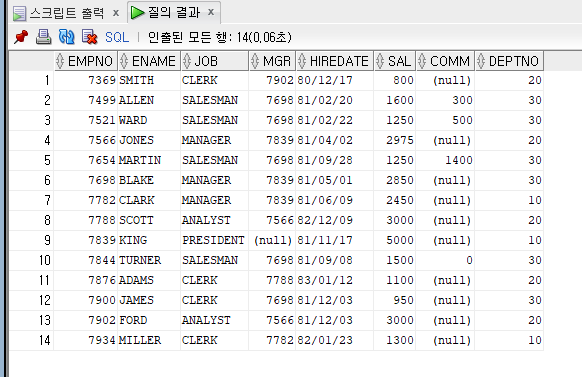 스크립트 출력 x 질의 결과 x
SQL | 인출된 모든 행: 14(0,06초)
EMPNO ENAME JOB MGR HIREDATE SAL COMM DEPTNO
1 7369 SMITH CLERK 7902 80/12/17 800 (null) 20
2 7499 ALLEN SALESMAN 7698 81/02/20 1600 300 30
3 7521 WARD SALESMAN 7698 81/02/22 1250 500 30
4 7566 JONES MANAGER 7839 81/04/02 2975 (null) 20
5 7654 MARTIN SALESMAN 7698 81/09/28 1250 1400 30
6 7698 BLAKE MANAGER 7839 81/05/01 2850 (null) 30
7 7782 CLARK MANAGER 7839 81/06/09 2450 (null) 10
8 7788 SCOTT ANALYST 7566 82/12/09 3000 (null) 20
9 7839 KING PRESIDENT (null) 81/11/17 5000 (null) 10
10 7844 TURNER SALESMAN 7698 81/09/08 1500 0 30
11 7876 ADAMS CLERK 7788 83/01/12 1100 (null) 20
12 7900 JAMES CLERK 7698 81/12/03 950 (null) 30
13 7902 FORD ANALYST 7566 81/12/03 3000 (null) 20
14 7934 MILLER CLERK 7782 82/01/23 1300 (null) 10